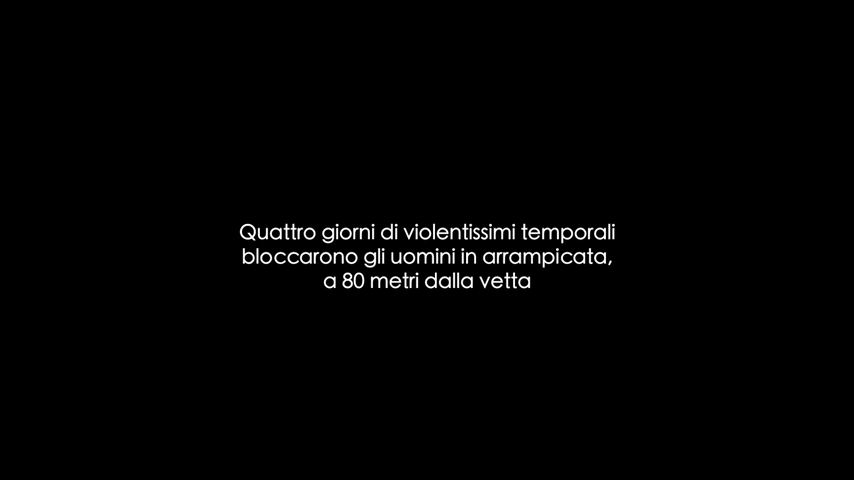 Quattro giorni di violentissimi temporali
bloccarono gli uomini in arrampicata,
a 80 metri dalla vetta